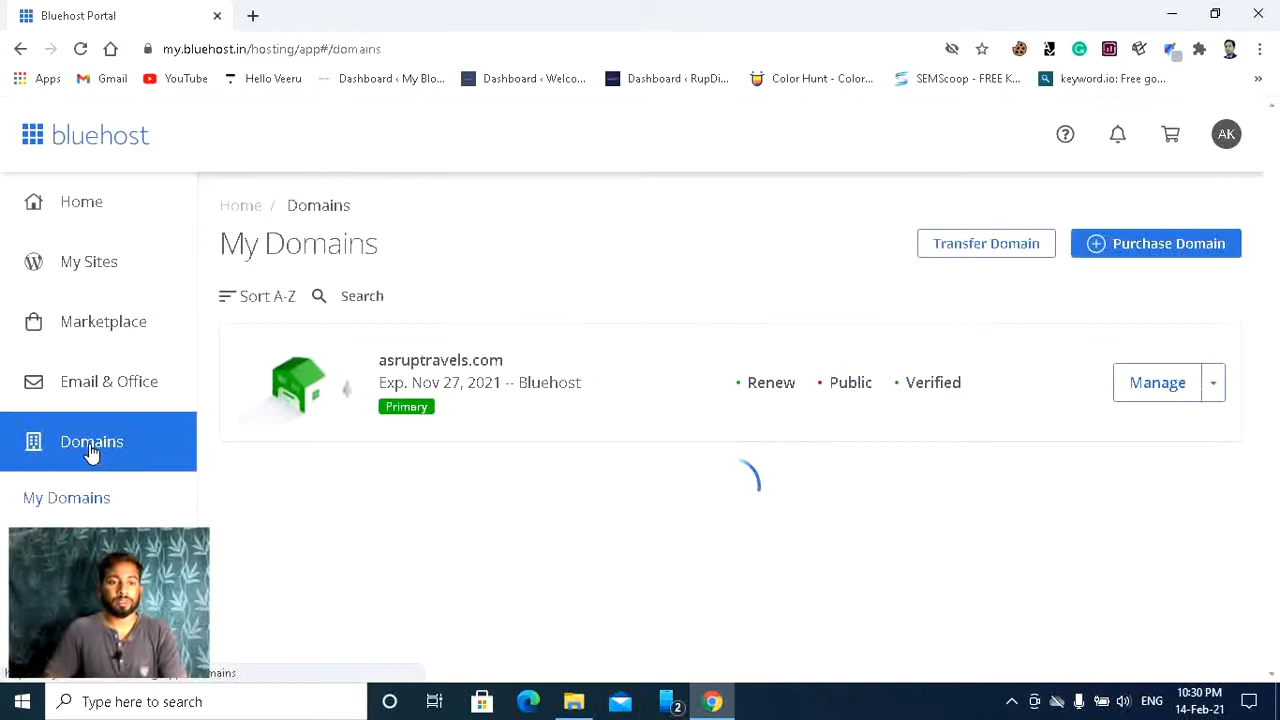 Bluehost Portal
my.bluehost.in/hosting/app#/domains
Apps Gmail YouTube Hello Veeru Dashboard ‹ My Blo... Dashboard ‹ Welco... Dashboard ‹ RupDi... Color Hunt - Color... SEMScoop - FREE K... keyword.io: Free go... »
bluehost
AK
Home
My Sites
Marketplace
Email & Office
Domains
My Domains
Home / Domains
My Domains
Transfer Domain
Purchase Domain
Sort A-Z Search
asruptravels.com
Exp. Nov 27, 2021 -- Bluehost
Primary
Renew Public Verified
Manage
Type here to search
2
ENG
10:30 PM
14-Feb-21